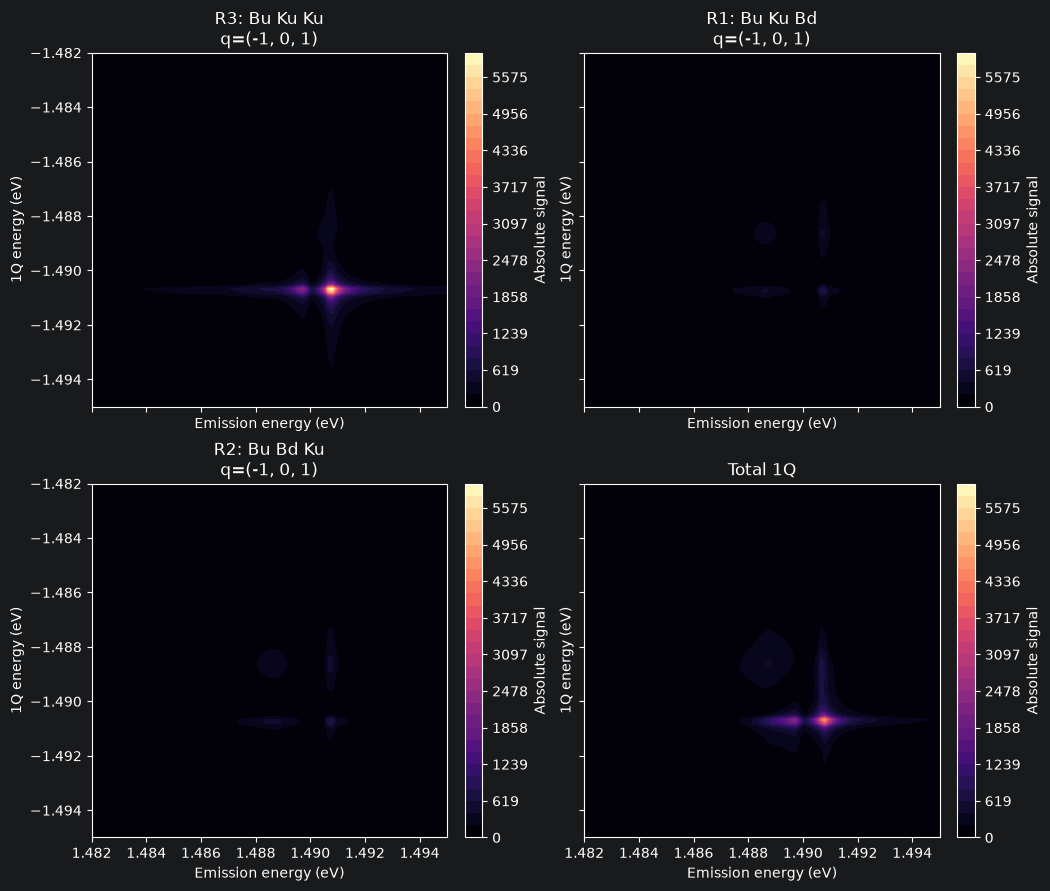 R3: Bu Ku Ku
q=(-1, 0, 1)
−1.482
−1.484
−1.486
−1.488
−1.490
−1.492
−1.494
1Q energy (eV)
Emission energy (eV)
5575
4956
4336
3717
3097
2478
1858
1239
619
0
Absolute signal
R1: Bu Ku Bd
q=(-1, 0, 1)
1Q energy (eV)
Emission energy (eV)
5575
4956
4336
3717
3097
2478
1858
1239
619
0
Absolute signal
R2: Bu Bd Ku
q=(-1, 0, 1)
−1.482
−1.484
−1.486
−1.488
−1.490
−1.492
−1.494
1Q energy (eV)
1.482 1.484 1.486 1.488 1.490 1.492 1.494
Emission energy (eV)
5575
4956
4336
3717
3097
2478
1858
1239
619
0
Absolute signal
Total 1Q
1Q energy (eV)
1.482 1.484 1.486 1.488 1.490 1.492 1.494
Emission energy (eV)
5575
4956
4336
3717
3097
2478
1858
1239
619
0
Absolute signal